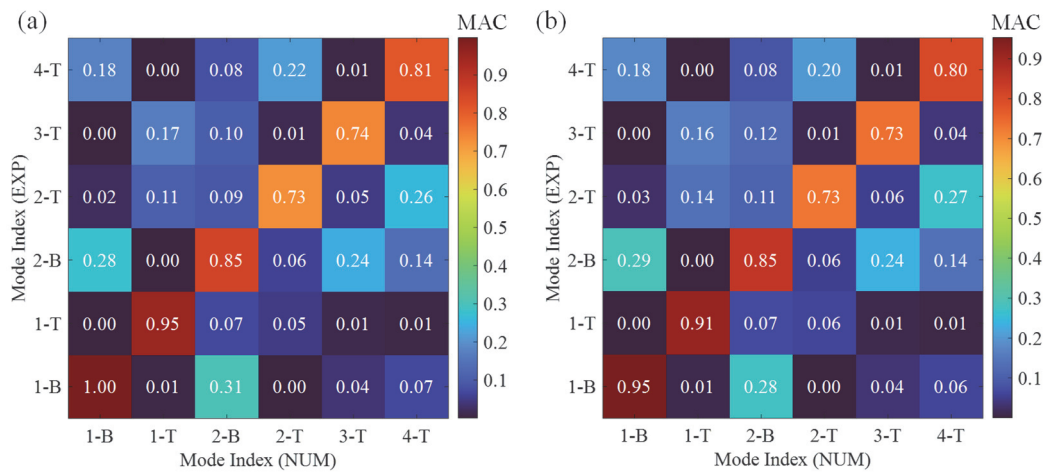 (a)
MAC
4-T 0.18 0.00 0.08 0.22 0.01 0.81
3-T 0.00 0.17 0.10 0.01 0.74 0.04
2-T 0.02 0.11 0.09 0.73 0.05 0.26
2-B 0.28 0.00 0.85 0.06 0.24 0.14
1-T 0.00 0.95 0.07 0.05 0.01 0.01
1-B 1.00 0.01 0.31 0.00 0.04 0.07
1-B 1-T 2-B 2-T 3-T 4-T
Mode Index (NUM)
Mode Index (EXP)
0.9
0.8
0.7
0.6
0.5
0.4
0.3
0.2
0.1
(b)
MAC
4-T 0.18 0.00 0.08 0.20 0.01 0.80
3-T 0.00 0.16 0.12 0.01 0.73 0.04
2-T 0.03 0.14 0.11 0.73 0.06 0.27
2-B 0.29 0.00 0.85 0.06 0.24 0.14
1-T 0.00 0.91 0.07 0.06 0.01 0.01
1-B 0.95 0.01 0.28 0.00 0.04 0.06
1-B 1-T 2-B 2-T 3-T 4-T
Mode Index (NUM)
Mode Index (EXP)
0.9
0.8
0.7
0.6
0.5
0.4
0.3
0.2
0.1